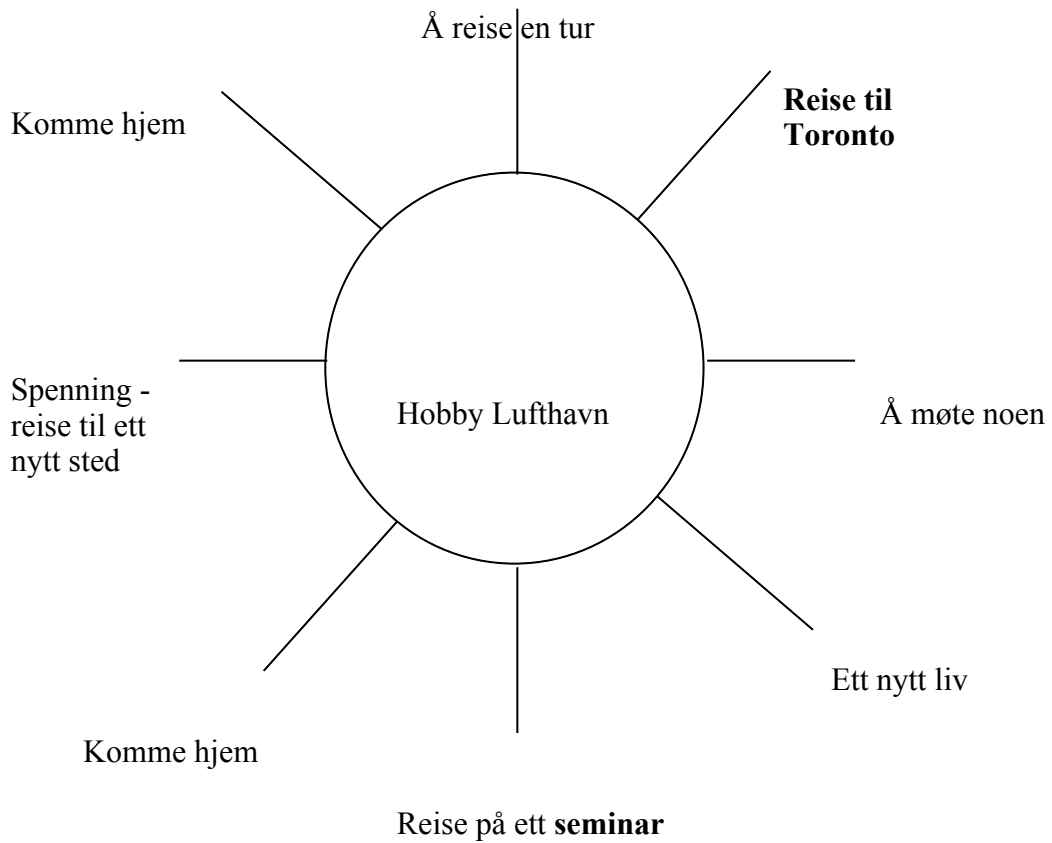 Å reise en tur
Komme hjem
Reise til
Toronto
Spenning -
reise til ett
nytt sted
Hobby Lufthavn
Å møte noen
Ett nytt liv
Komme hjem
Reise på ett seminar